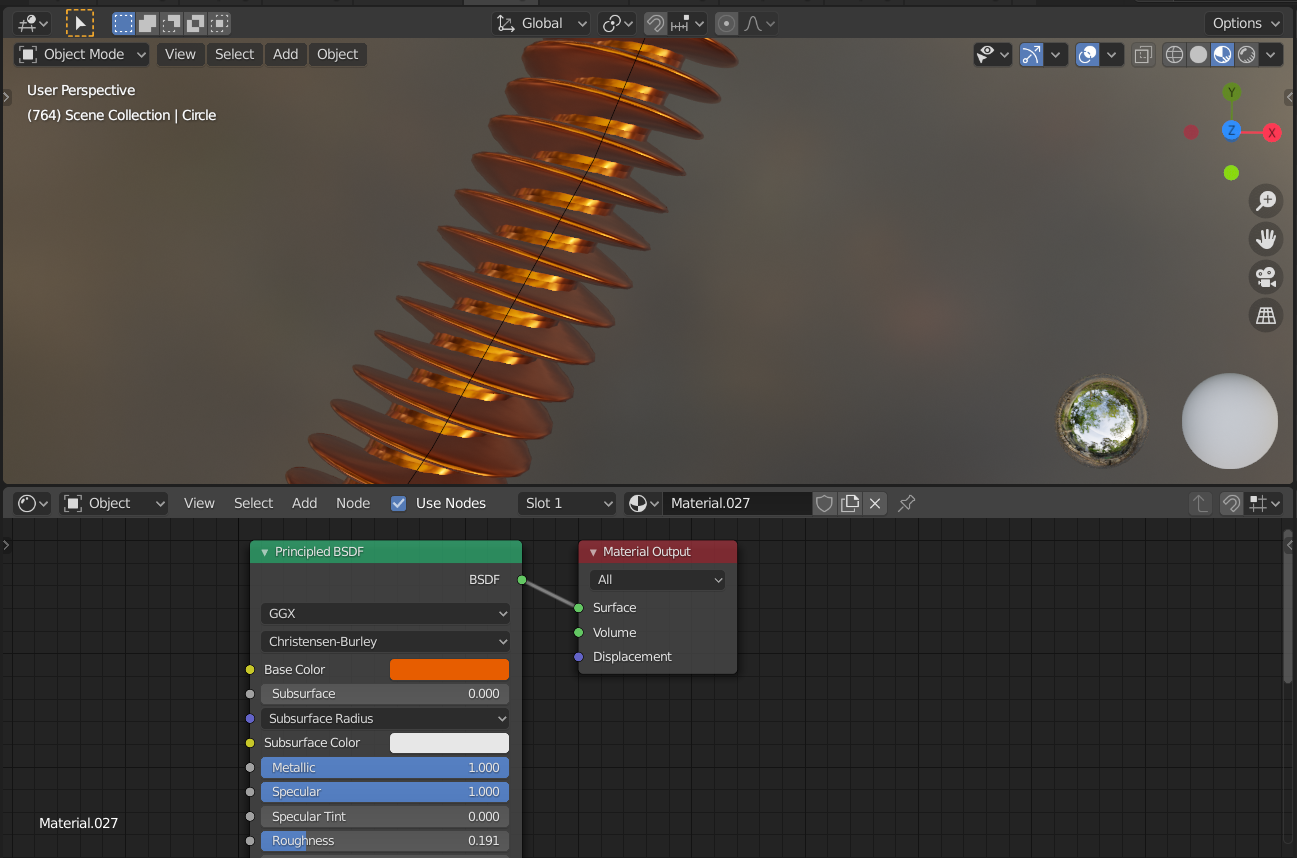 Global
Options
Object Mode
View
Select
Add
Object
User Perspective
(764) Scene Collection | Circle
Y
Z
X
Object
View
Select
Add
Node
Use Nodes
Slot 1
Material.027
Principled BSDF
BSDF
GGX
Christensen-Burley
Base Color
Subsurface 0.000
Subsurface Radius
Subsurface Color
Metallic 1.000
Specular 1.000
Specular Tint 0.000
Roughness 0.191
Material Output
All
Surface
Volume
Displacement
Material.027